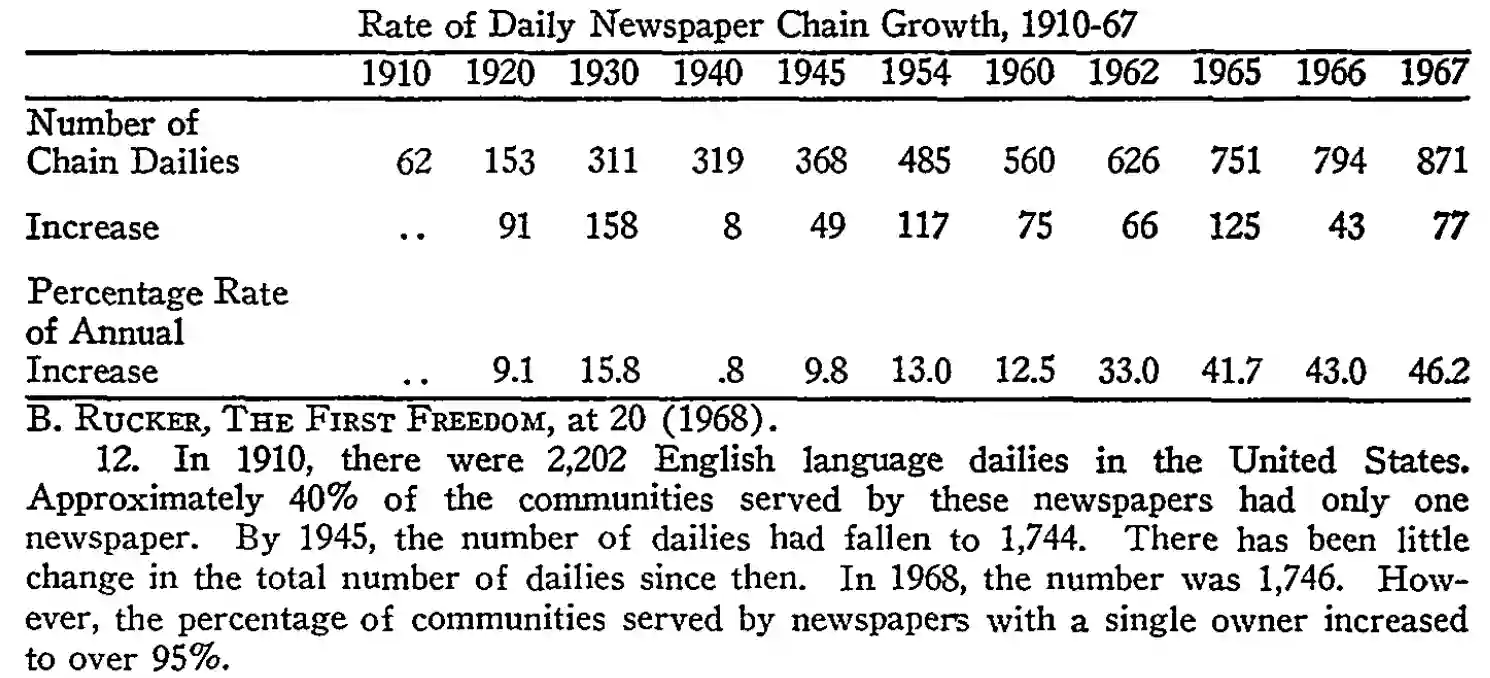 Rate of Daily Newspaper Chain Growth, 1910-67
1910 1920 1930 1940 1945 1954 1960 1962 1965 1966 1967
Number of
Chain Dailies 62 153 311 319 368 485 560 626 751 794 871
Increase .. 91 158 8 49 117 75 66 125 43 77
Percentage Rate
of Annual
Increase .. 9.1 15.8 .8 9.8 13.0 12.5 33.0 41.7 43.0 46.2
B. RUCKER, THE FIRST FREEDOM, at 20 (1968).
12. In 1910, there were 2,202 English language dailies in the United States.
Approximately 40% of the communities served by these newspapers had only one
newspaper. By 1945, the number of dailies had fallen to 1,744. There has been little
change in the total number of dailies since then. In 1968, the number was 1,746. How-
ever, the percentage of communities served by newspapers with a single owner increased
to over 95%.